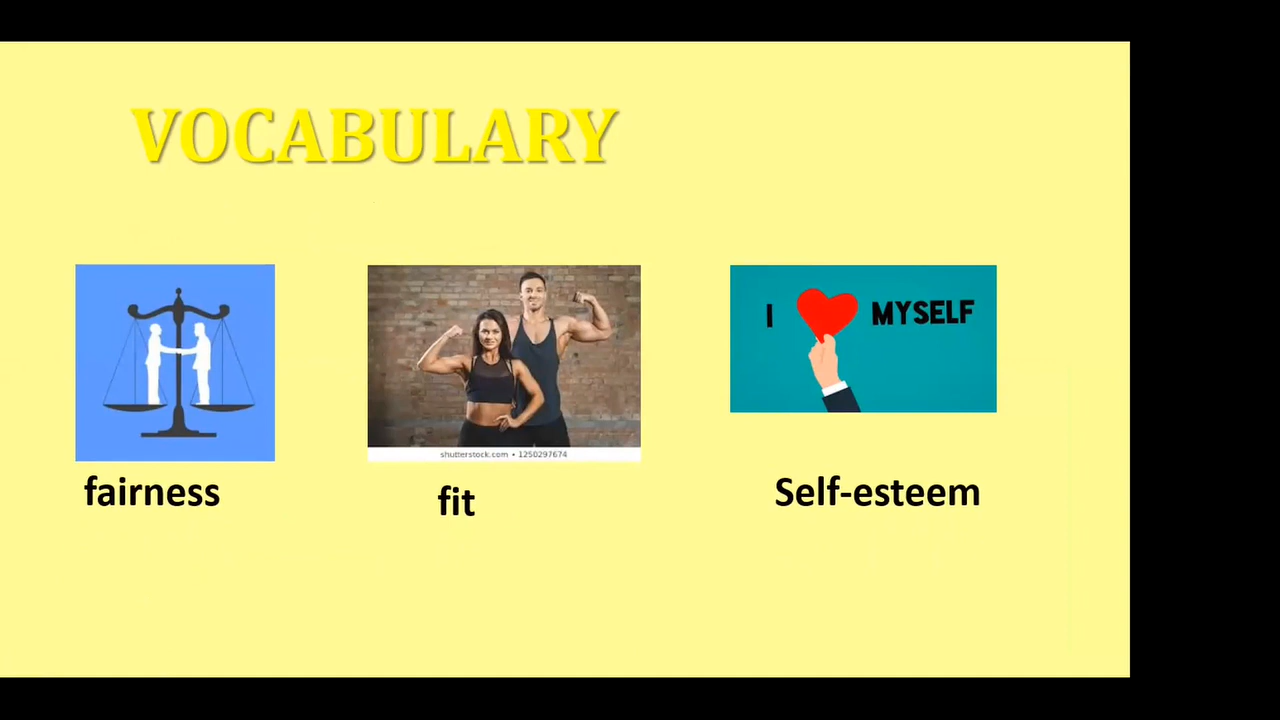 VOCABULARY
I MYSELF
shutterstock.com • 1250297674
fairness
fit
Self-esteem